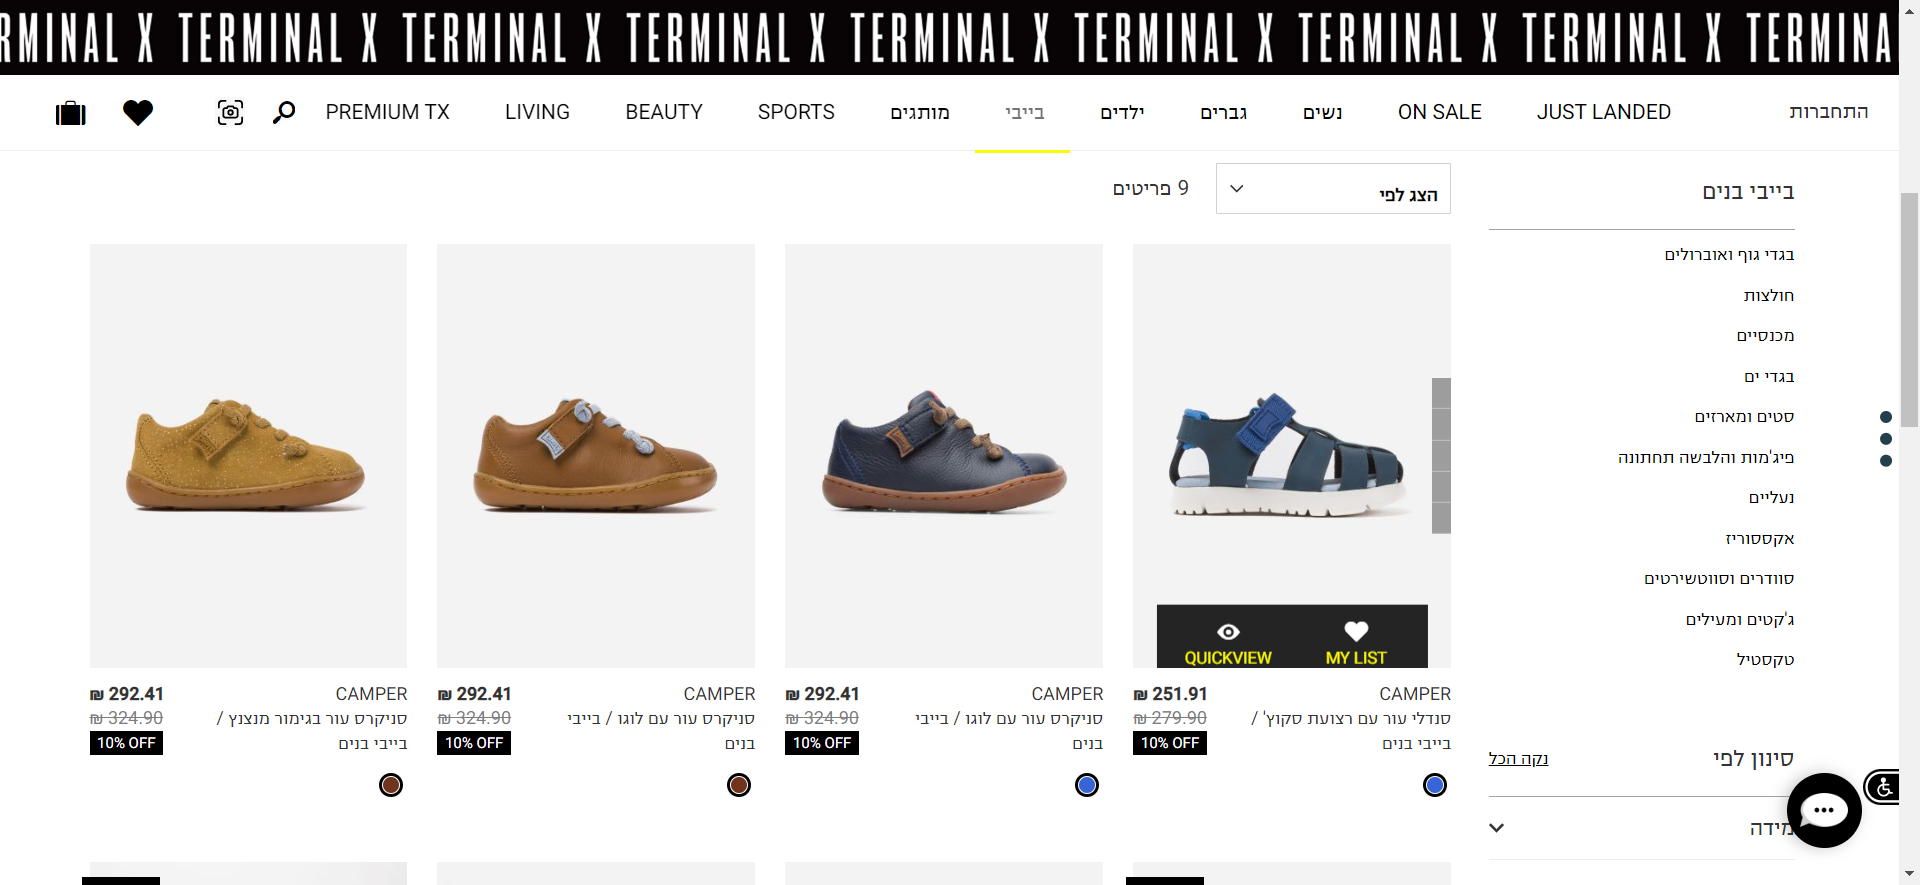 RMINAL X TERMINAL X TERMINAL X TERMINAL X TERMINAL X TERMINAL X TERMINAL X TERMINAL X TERMINA
התחברות
JUST LANDED
ON SALE
נשים
גברים
ילדים
בייבי
מותגים
SPORTS
BEAUTY
LIVING
PREMIUM TX
בייבי בנים
הצג לפי
9 פריטים
בגדי גוף ואוברולים
חולצות
מכנסיים
בגדי ים
סטים ומארזים
פיג'מות והלבשה תחתונה
נעליים
אקססוריז
סוודרים וסווטשירטים
ג'קטים ומעילים
טקסטיל
סינון לפי
נקה הכל
מידה
QUICKVIEW
MY LIST
CAMPER
סנדלי עור עם רצועת סקוץ' /
בייבי בנים
251.91 ₪
279.90 ₪
10% OFF
CAMPER
סניקרס עור עם לוגו / בייבי
בנים
292.41 ₪
324.90 ₪
10% OFF
CAMPER
סניקרס עור עם לוגו / בייבי
בנים
292.41 ₪
324.90 ₪
10% OFF
CAMPER
סניקרס עור בגימור מנצנץ /
בייבי בנים
292.41 ₪
324.90 ₪
10% OFF